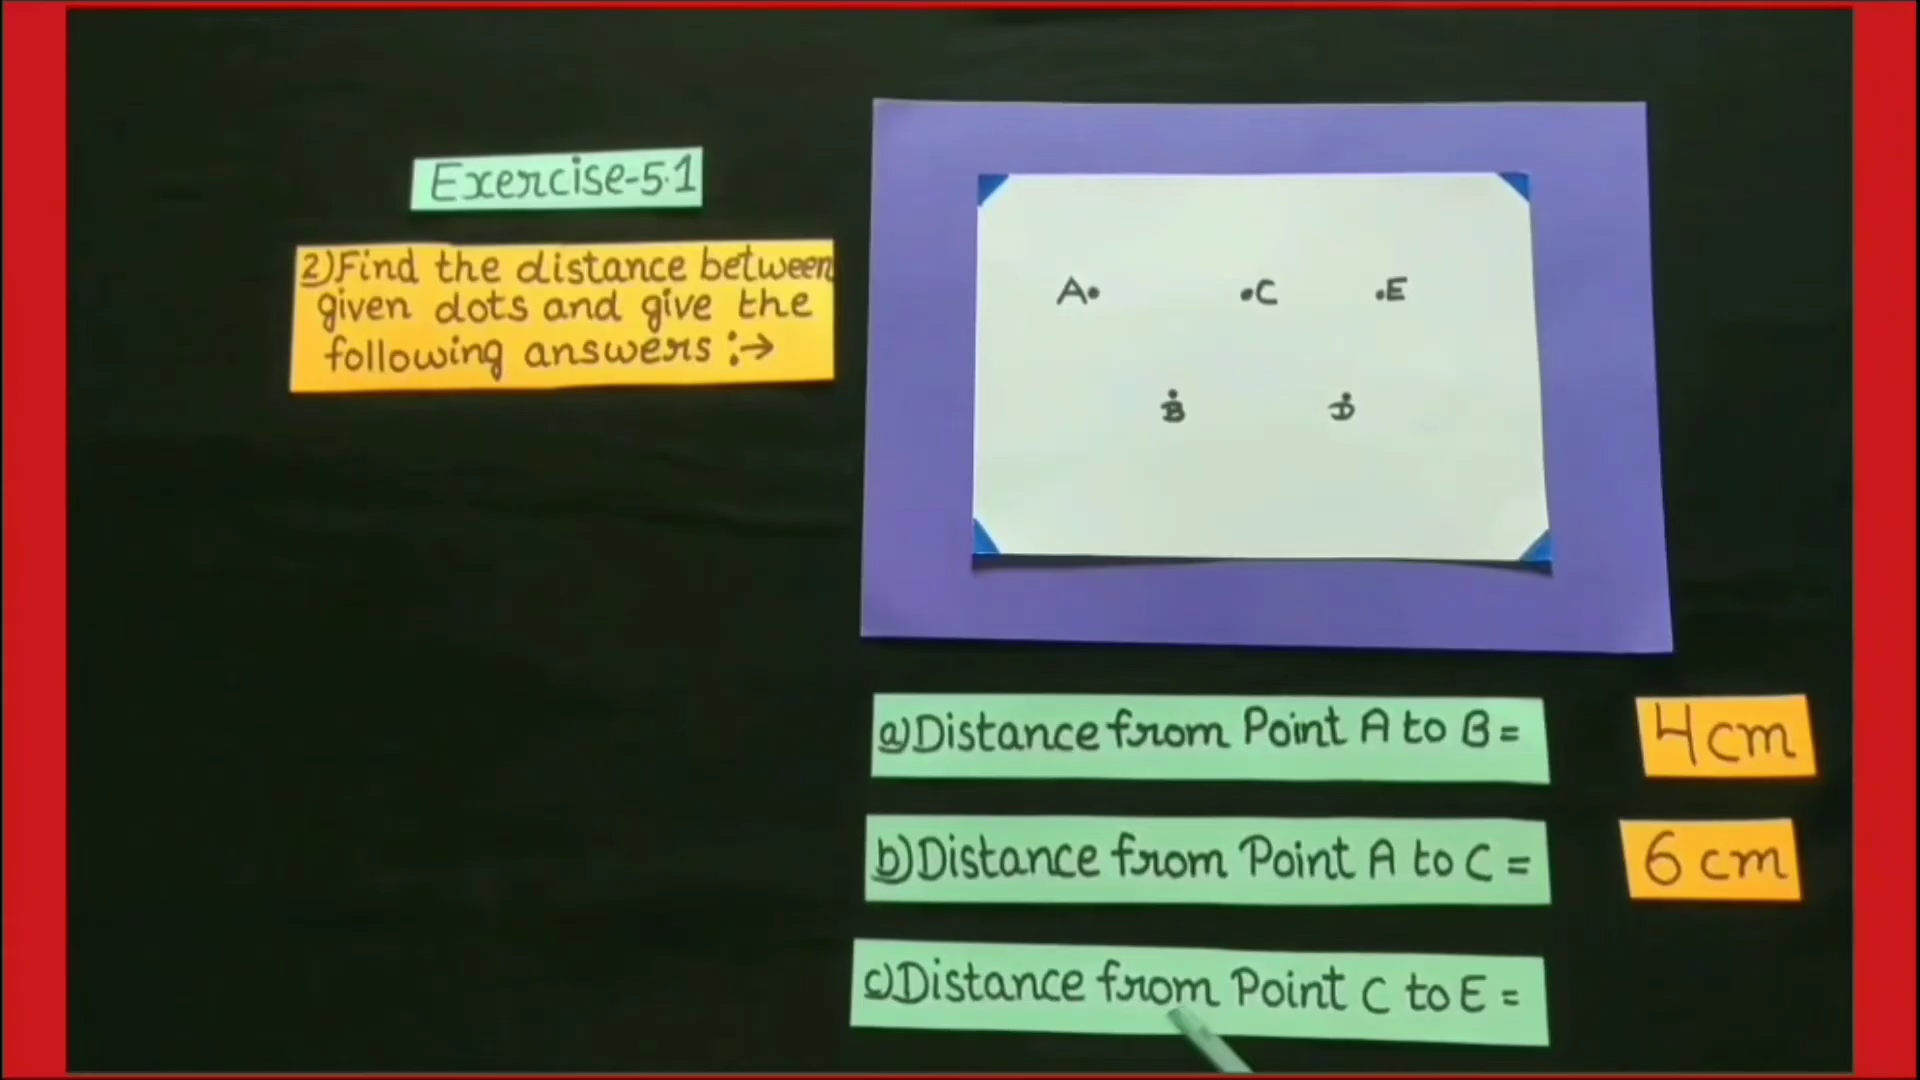 Exercise-5.1
2)Find the distance between
given dots and give the
following answers :→
A• •C •E
B D
a)Distance from Point A to B =
4cm
b)Distance from Point A to C =
6 cm
c)Distance from Point C to E =